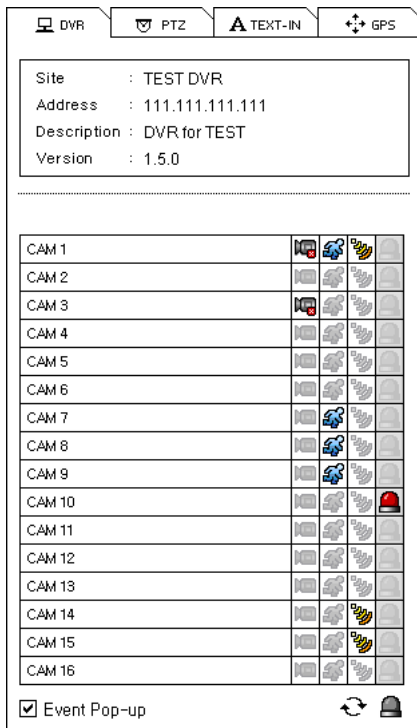 DVR PTZ A TEXT-IN GPS
Site : TEST DVR
Address : 111.111.111.111
Description : DVR for TEST
Version : 1.5.0
CAM 1
CAM 2
CAM 3
CAM 4
CAM 5
CAM 6
CAM 7
CAM 8
CAM 9
CAM 10
CAM 11
CAM 12
CAM 13
CAM 14
CAM 15
CAM 16
Event Pop-up